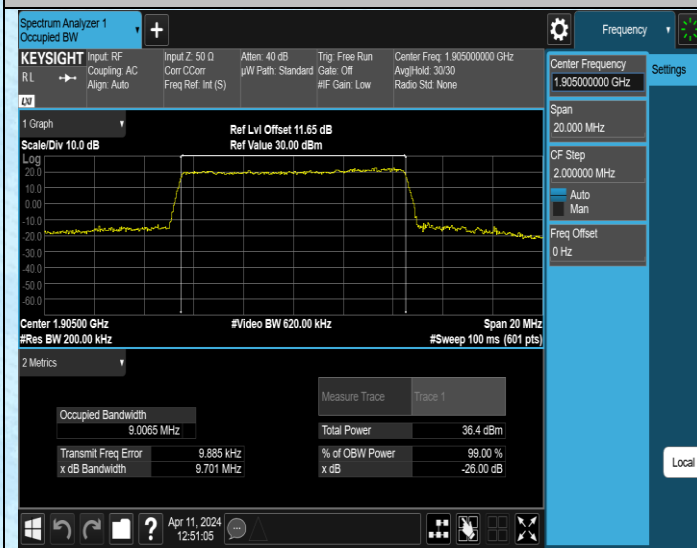 Spectrum Analyzer 1
Occupied BW
Frequency
KEYSIGHT
R L
LXI
Input: RF
Coupling: AC
Align: Auto
Input Z: 50 Ω
Corr CCorr
Freq Ref: Int (S)
Atten: 40 dB
µW Path: Standard
Trig: Free Run
Gate: Off
#IF Gain: Low
Center Freq: 1.905000000 GHz
Avg|Hold: 30/30
Radio Std: None
Center Frequency
1.905000000 GHz
Settings
Span
20.000 MHz
CF Step
2.000000 MHz
Auto
Man
Freq Offset
0 Hz
1 Graph
Scale/Div 10.0 dB
Ref Lvl Offset 11.65 dB
Ref Value 30.00 dBm
Log
20.0
10.0
0.00
-10.0
-20.0
-30.0
-40.0
-50.0
-60.0
Center 1.90500 GHz
#Video BW 620.00 kHz
Span 20 MHz
#Res BW 200.00 kHz
#Sweep 100 ms (601 pts)
2 Metrics
Measure Trace
Trace 1
Occupied Bandwidth
9.0065 MHz
Total Power
36.4 dBm
Transmit Freq Error
9.885 kHz
% of OBW Power
99.00 %
x dB Bandwidth
9.701 MHz
x dB
-26.00 dB
Local
Apr 11, 2024
12:51:05